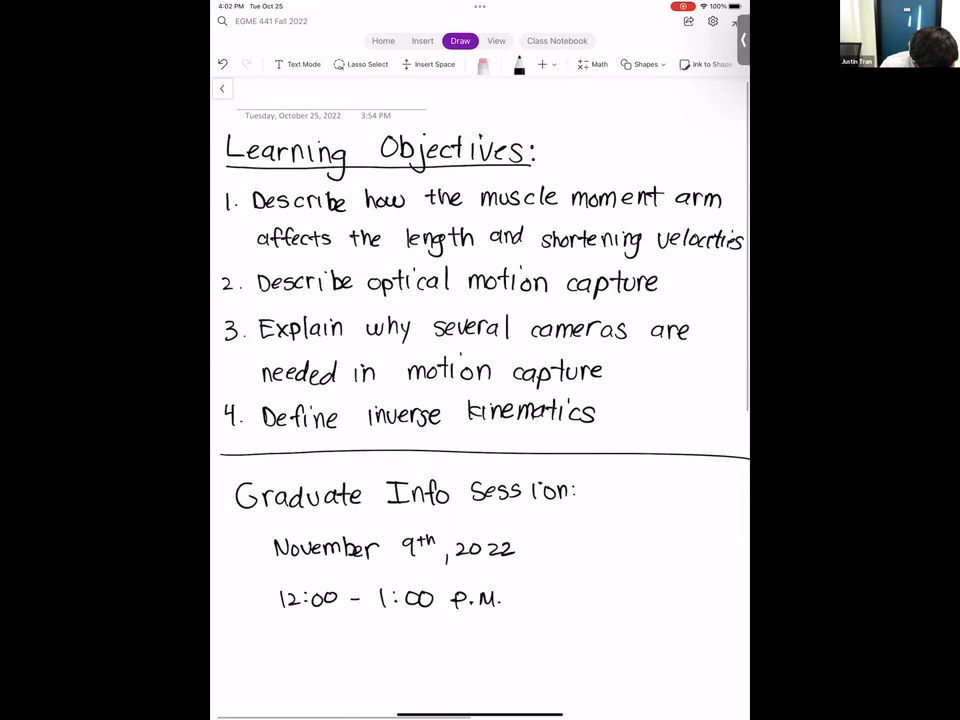 4:02 PM Tue Oct 25
100%
EGME 441 Fall 2022
Home Insert Draw View Class Notebook
Text Mode Lasso Select Insert Space Math Shapes Ink to Shape
Justin Tran
Tuesday, October 25, 2022 3:54 PM
Learning Objectives:
1. Describe how the muscle moment arm
affects the length and shortening velocities
2. Describe optical motion capture
3. Explain why several cameras are
needed in motion capture
4. Define inverse kinematics
Graduate Info Session:
November 9th, 2022
12:00 - 1:00 P.M.